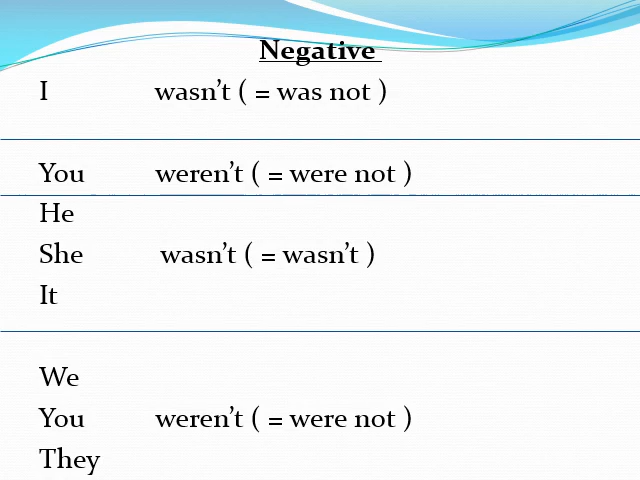 Negative
I wasn’t ( = was not )
You weren’t ( = were not )
He
She wasn’t ( = wasn’t )
It
We
You weren’t ( = were not )
They